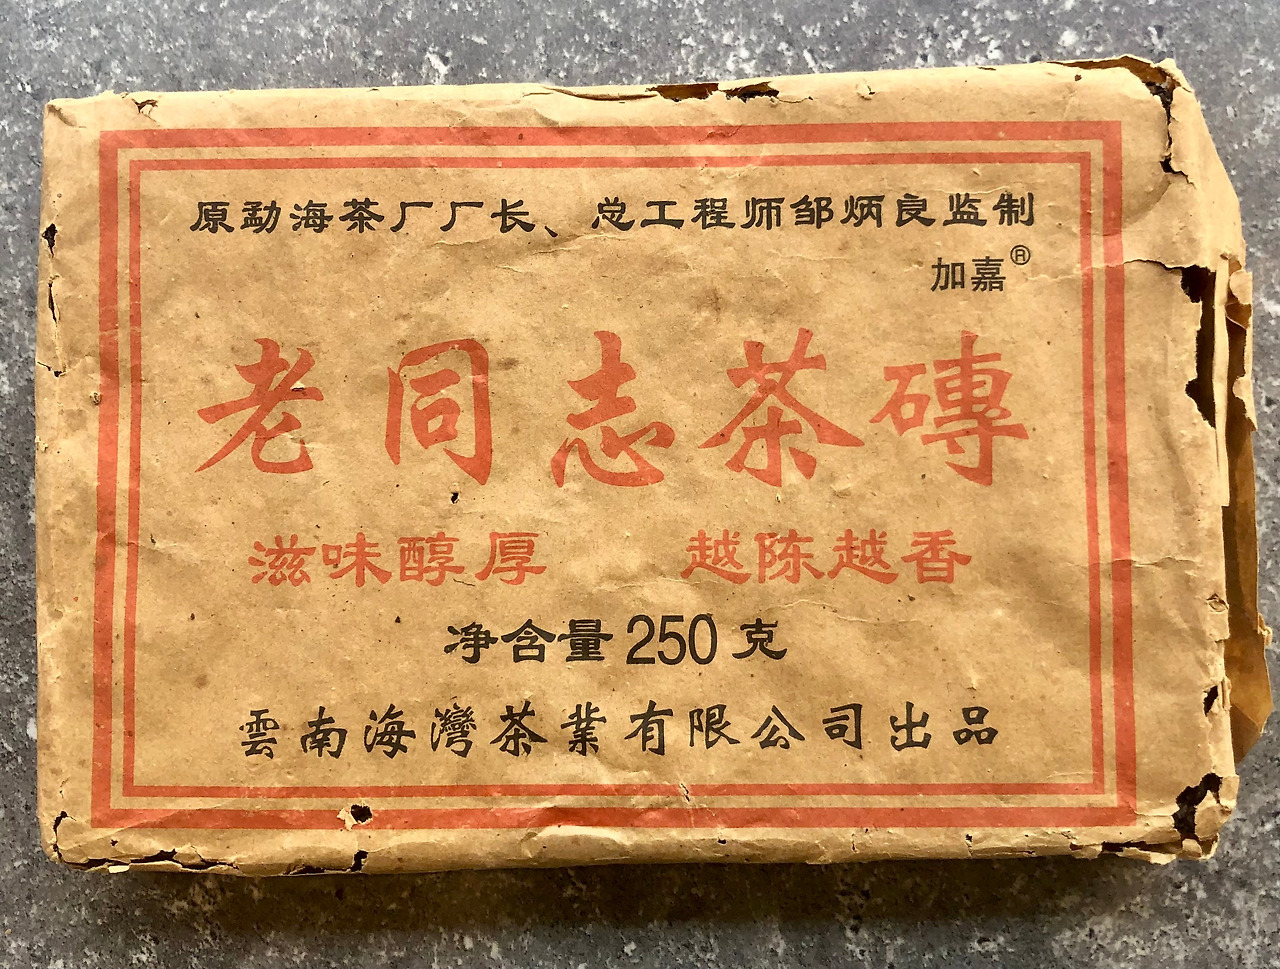 原勐海茶厂厂长、总工程师邹炳良监制
加嘉®
老同志茶磚
滋味醇厚 越陈越香
净含量250克
雲南海灣茶業有限公司出品